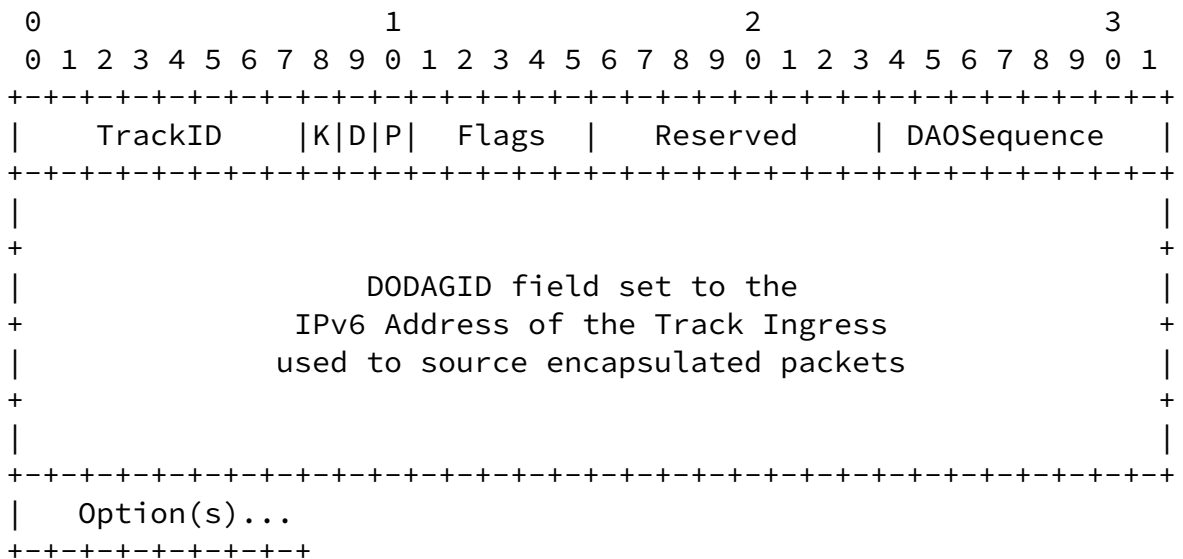 0                   1                   2                   3
 0 1 2 3 4 5 6 7 8 9 0 1 2 3 4 5 6 7 8 9 0 1 2 3 4 5 6 7 8 9 0 1
+-+-+-+-+-+-+-+-+-+-+-+-+-+-+-+-+-+-+-+-+-+-+-+-+-+-+-+-+-+-+-+-+
|    TrackID    |K|D|P|  Flags  |   Reserved    | DAOSequence   |
+-+-+-+-+-+-+-+-+-+-+-+-+-+-+-+-+-+-+-+-+-+-+-+-+-+-+-+-+-+-+-+-+
|                                                               |
+                                                               +
|                   DODAGID field set to the                    |
+               IPv6 Address of the Track Ingress               +
|              used to source encapsulated packets              |
+                                                               +
|                                                               |
+-+-+-+-+-+-+-+-+-+-+-+-+-+-+-+-+-+-+-+-+-+-+-+-+-+-+-+-+-+-+-+-+
|   Option(s)...
+-+-+-+-+-+-+-+-+